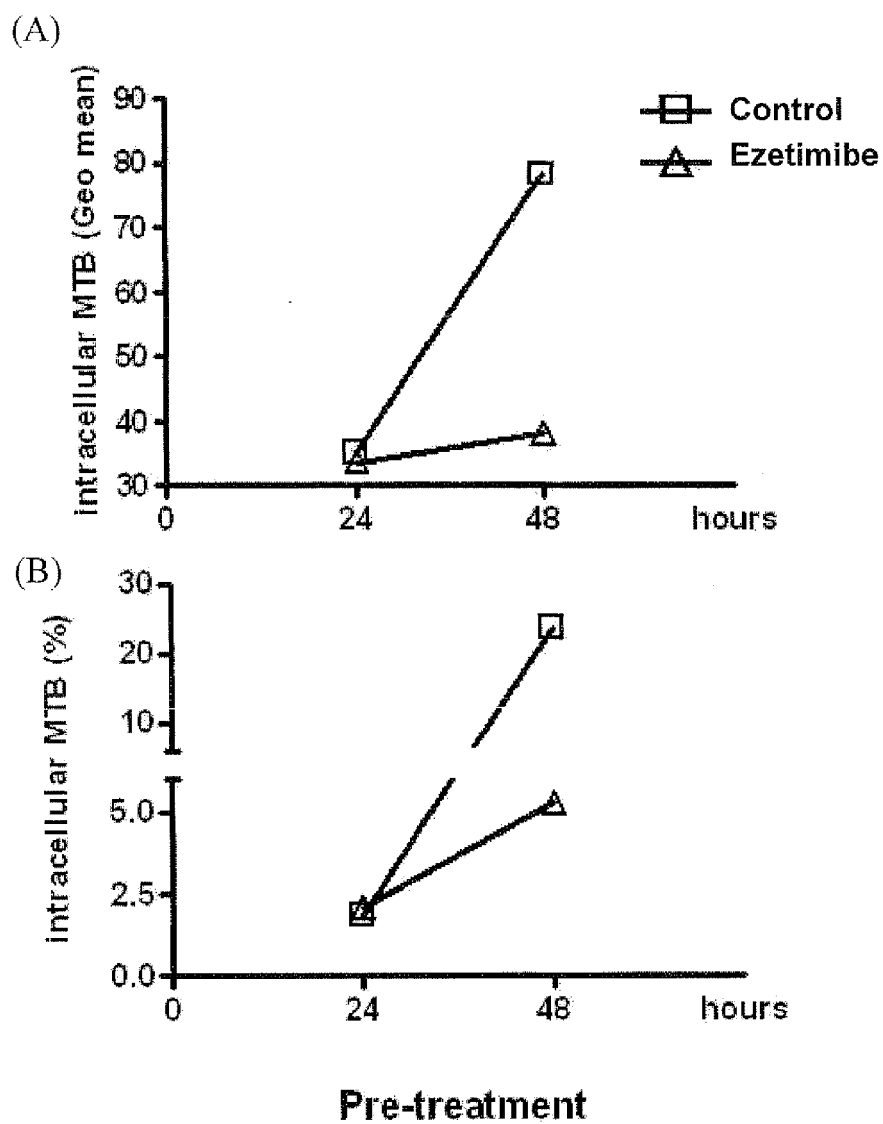 (A)
intracellular MTB (Geo mean)
90
80
70
60
50
40
30
0 24 48 hours
Control
Ezetimibe
(B)
intracellular MTB (%)
30
20
10
5.0
2.5
0.0
0 24 48 hours
Pre-treatment